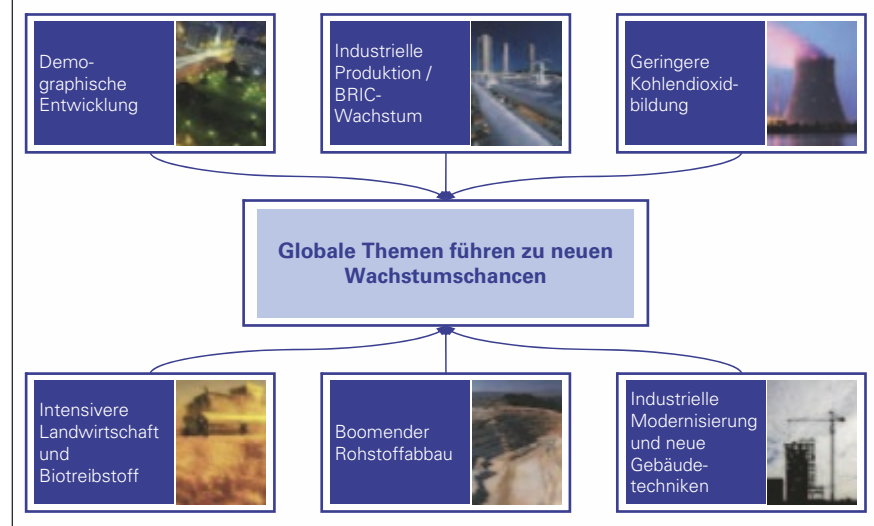 Demo-
graphische
Entwicklung
Industrielle
Produktion /
BRIC-
Wachstum
Geringere
Kohlendioxid-
bildung
Globale Themen führen zu neuen
Wachstumschancen
Intensivere
Landwirtschaft
und
Biotreibstoff
Boomender
Rohstoffabbau
Industrielle
Modernisierung
und neue
Gebäude-
techniken